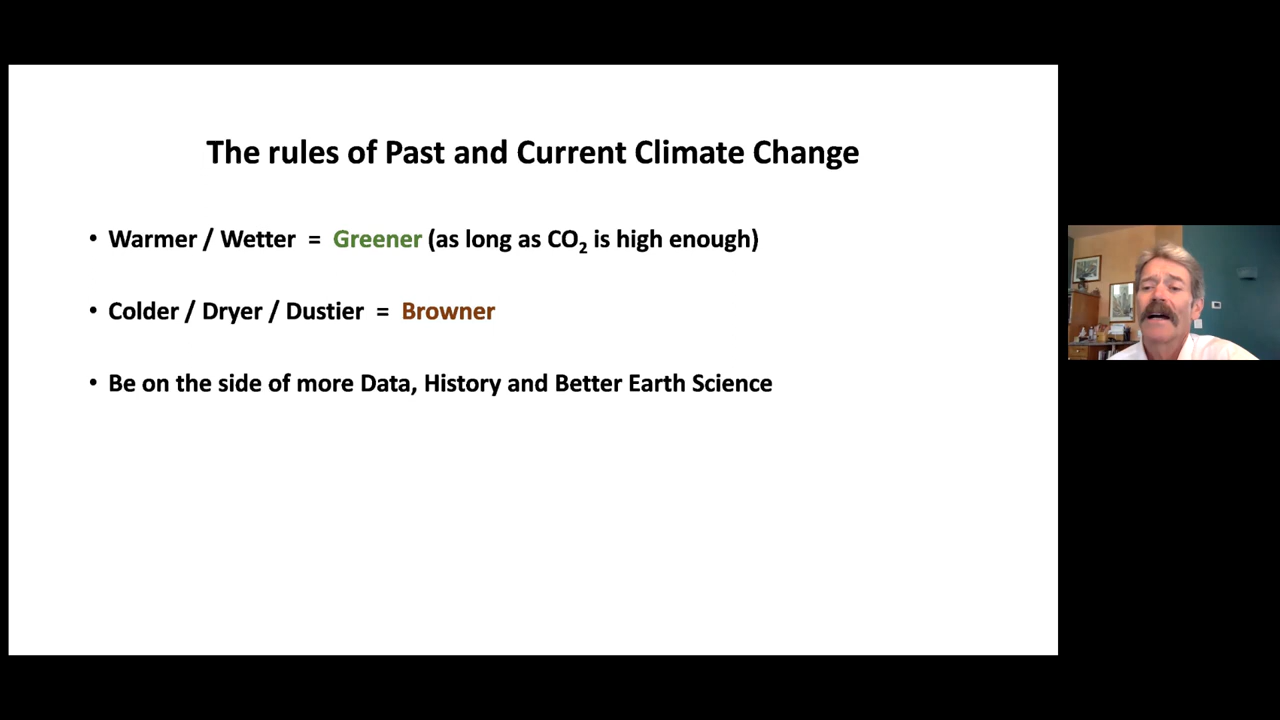 The rules of Past and Current Climate Change
• Warmer / Wetter = Greener (as long as CO₂ is high enough)
• Colder / Dryer / Dustier = Browner
• Be on the side of more Data, History and Better Earth Science